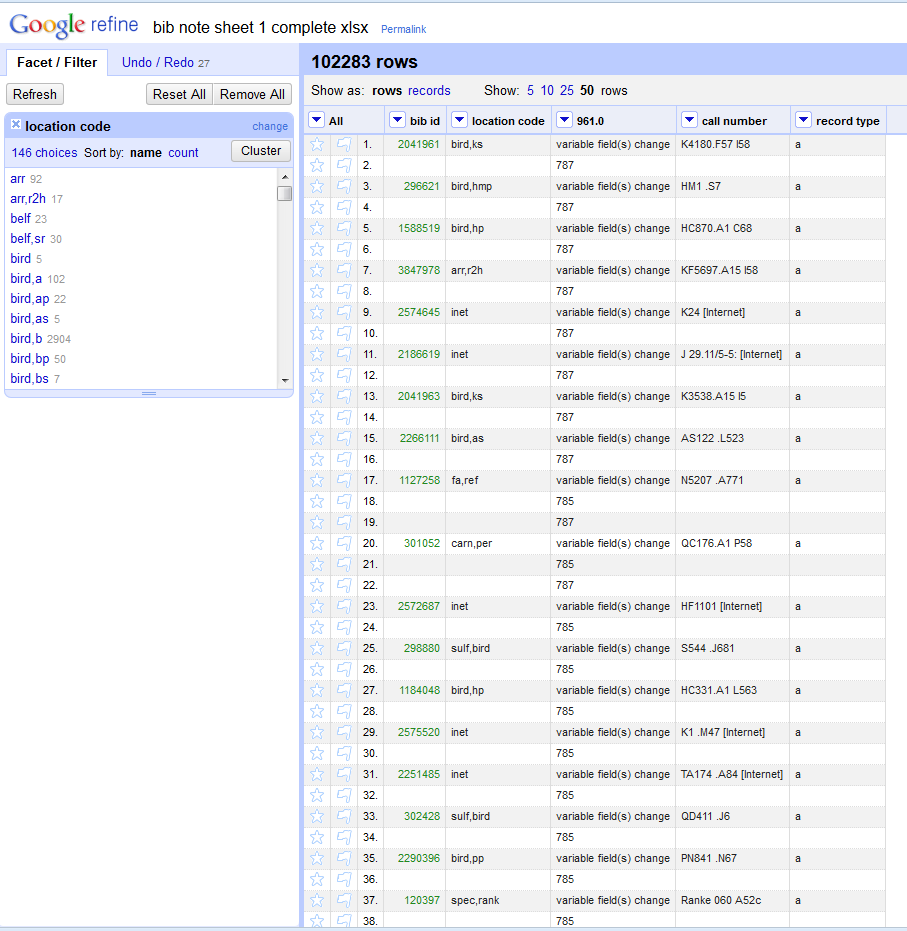 Google refine bib note sheet 1 complete xlsx Permalink
Facet / Filter Undo / Redo 27
102283 rows
Refresh Reset All Remove All
Show as: rows records Show: 5 10 25 50 rows
location code change
146 choices Sort by: name count Cluster
arr 92
arr,r2h 17
belf 23
belf,sr 30
bird 5
bird,a 102
bird,ap 22
bird,as 5
bird,b 2904
bird,bp 50
bird,bs 7
All bib id location code 961.0 call number record type
1. 2041961 bird,ks variable field(s) change K4180.F57 I58 a
2. 787
3. 296621 bird,hmp variable field(s) change HM1 .S7 a
4. 787
5. 1588519 bird,hp variable field(s) change HC870.A1 C68 a
6. 787
7. 3847978 arr,r2h variable field(s) change KF5697.A15 I58 a
8. 787
9. 2574645 inet variable field(s) change K24 [Internet] a
10. 787
11. 2186619 inet variable field(s) change J 29.11/5-5: [Internet] a
12. 787
13. 2041963 bird,ks variable field(s) change K3538.A15 I5 a
14. 787
15. 2266111 bird,as variable field(s) change AS122 .L523 a
16. 787
17. 1127258 fa,ref variable field(s) change N5207 .A771 a
18. 785
19. 787
20. 301052 carn,per variable field(s) change QC176.A1 P58 a
21. 785
22. 787
23. 2572687 inet variable field(s) change HF1101 [Internet] a
24. 785
25. 298880 sulf,bird variable field(s) change S544 .J681 a
26. 785
27. 1184048 bird,hp variable field(s) change HC331.A1 L563 a
28. 785
29. 2575520 inet variable field(s) change K1 .M47 [Internet] a
30. 785
31. 2251485 inet variable field(s) change TA174 .A84 [Internet] a
32. 785
33. 302428 sulf,bird variable field(s) change QD411 .J6 a
34. 785
35. 2290396 bird,pp variable field(s) change PN841 .N67 a
36. 785
37. 120397 spec,rank variable field(s) change Ranke 060 A52c a
38. 785